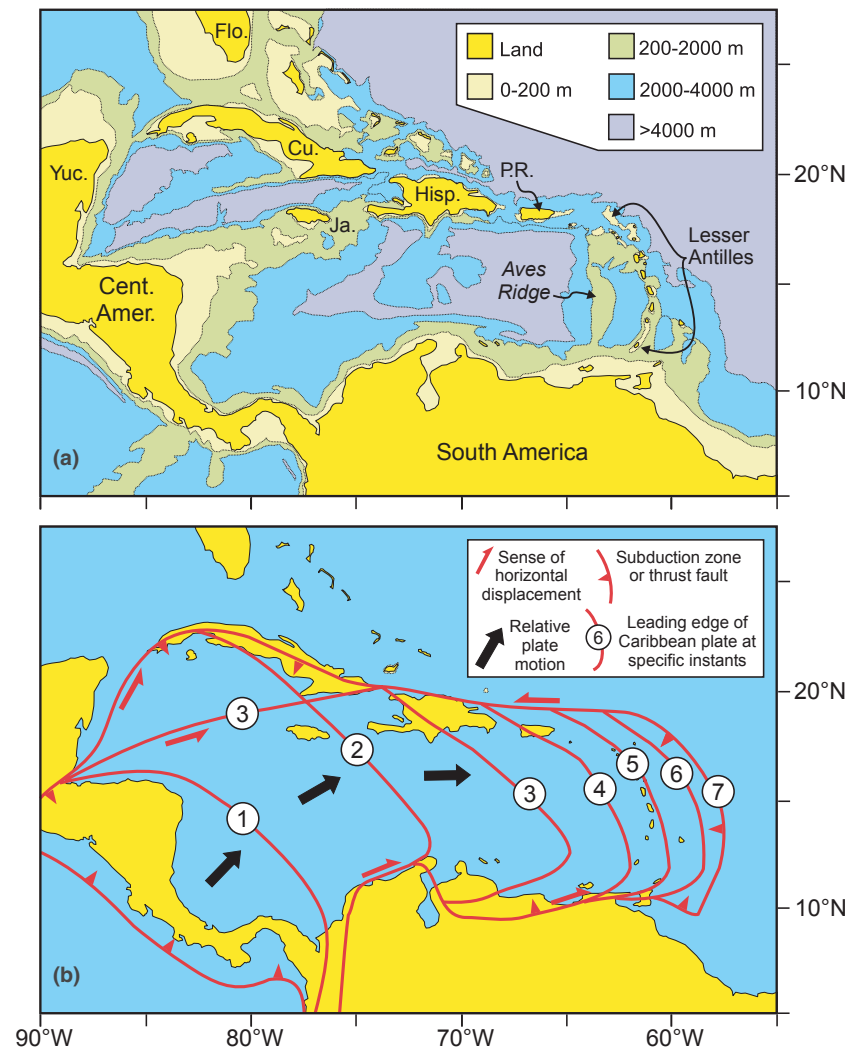 Flo.
Land
200-2000 m
0-200 m
2000-4000 m
>4000 m
Yuc.
Cu.
P.R.
20°N
Hisp.
Ja.
Lesser
Antilles
Aves
Ridge
Cent.
Amer.
10°N
South America
(a)
Sense of
horizontal
displacement
Subduction zone
or thrust fault
Relative
plate
motion
6
Leading edge of
Caribbean plate at
specific instants
20°N
3
2
5
6
1
3
4
7
10°N
(b)
90°W
80°W
70°W
60°W